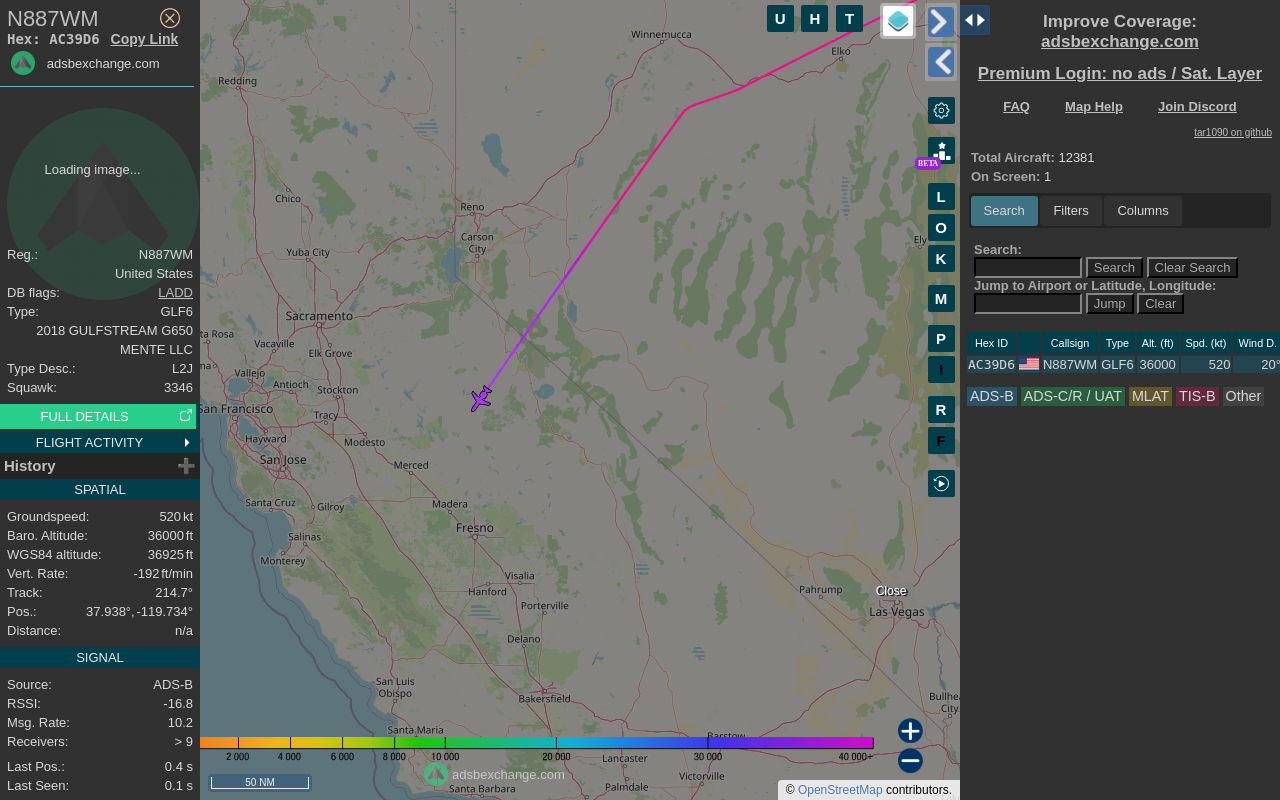 N887WM
Hex: AC39D6 Copy Link
adsbexchange.com
Loading image...
Reg.: N887WM
United States
DB flags: LADD
Type: GLF6
2018 GULFSTREAM G650
MENTE LLC
Type Desc.: L2J
Squawk: 3346
FULL DETAILS
FLIGHT ACTIVITY
History
SPATIAL
Groundspeed: 520 kt
Baro. Altitude: 36000 ft
WGS84 altitude: 36925 ft
Vert. Rate: -192 ft/min
Track: 214.7°
Pos.: 37.938°, -119.734°
Distance: n/a
SIGNAL
Source: ADS-B
RSSI: -16.8
Msg. Rate: 10.2
Receivers: > 9
Last Pos.: 0.4 s
Last Seen: 0.1 s
U H T
Winnemucca
Elko
Redding
Chico
Reno
Carson
City
Yuba City
Ely
Sacramento
ta Rosa
Vacaville
Elk Grove
ma
Vallejo
Antioch
Stockton
San Francisco
Tracy
Hayward
Modesto
San Jose
Merced
Santa Cruz
Gilroy
Madera
Salinas
Fresno
Monterey
Visalia
Hanford
Porterville
Pahrump
Close
Las Vegas
Delano
San Luis
Obispo
Bakersfield
Bullhea
City
Santa Maria
Barstow
Lancaster
Victorville
Palmdale
Santa Barbara
BETA
L
O
K
M
P
I
R
F
2 000 4 000 6 000 8 000 10 000 20 000 30 000 40 000+
adsbexchange.com
50 NM
© OpenStreetMap contributors.
Improve Coverage:
adsbexchange.com
Premium Login: no ads / Sat. Layer
FAQ Map Help Join Discord
tar1090 on github
Total Aircraft: 12381
On Screen: 1
Search Filters Columns
Search:
Search Clear Search
Jump to Airport or Latitude, Longitude:
Jump Clear
Hex ID Callsign Type Alt. (ft) Spd. (kt) Wind D.
AC39D6 N887WM GLF6 36000 520 20°
ADS-B ADS-C/R / UAT MLAT TIS-B Other